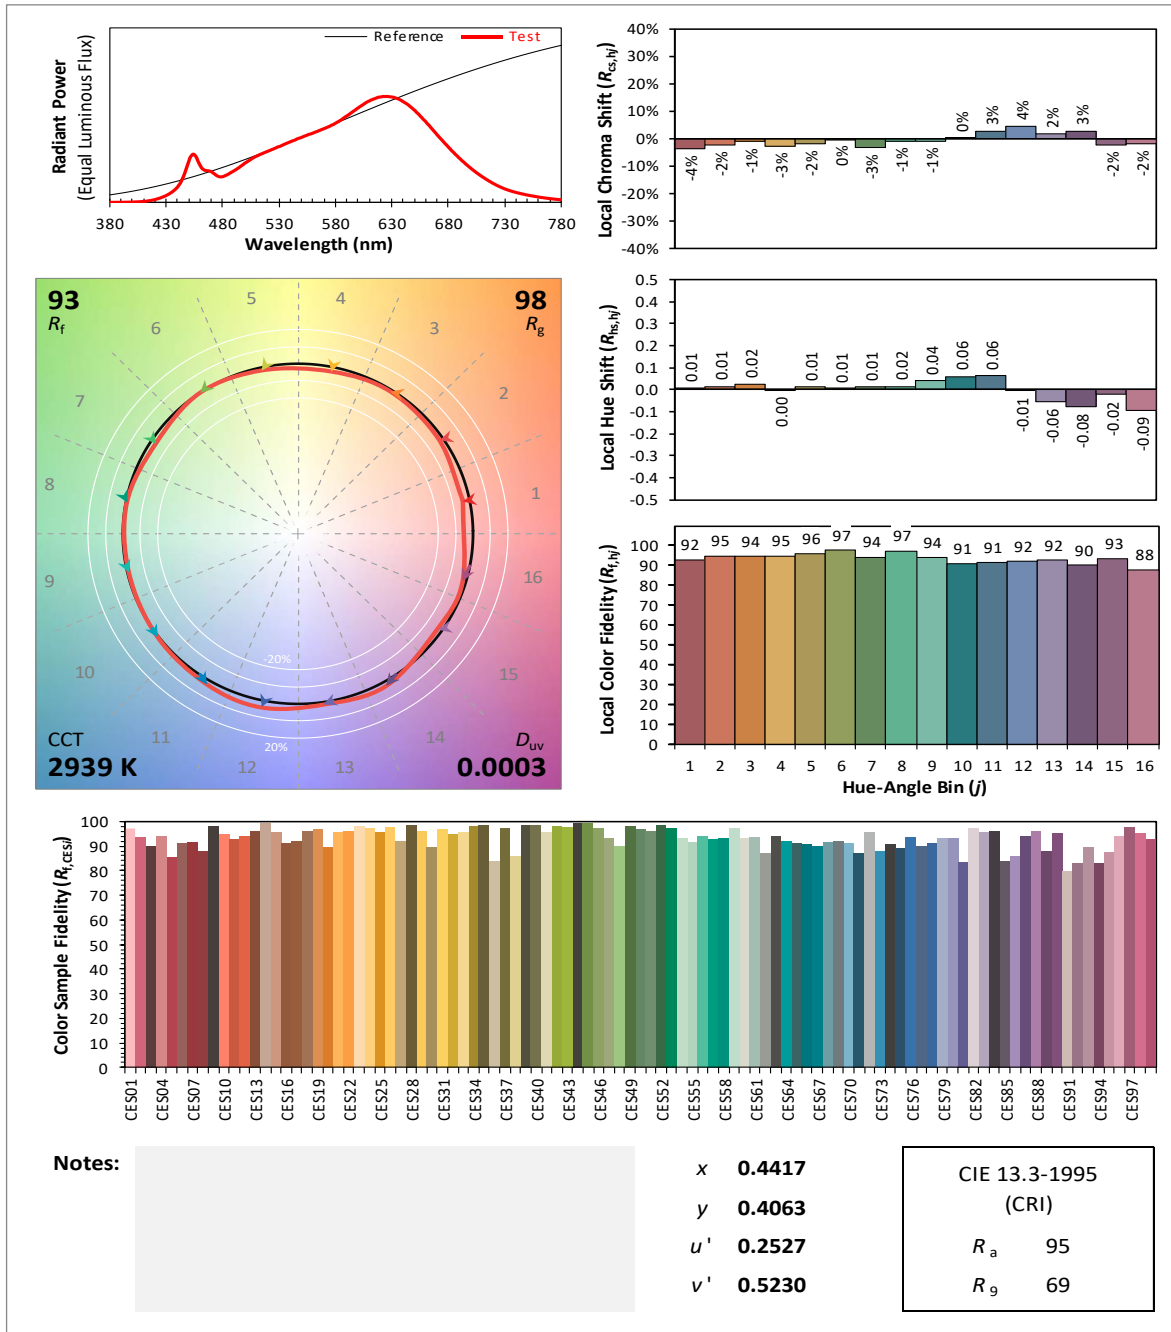 Radiant Power
(Equal Luminous Flux)
Reference Test
380 430 480 530 580 630 680 730 780
Wavelength (nm)
Local Chroma Shift (Rcs,hj)
40%
30%
20%
10%
0%
-10%
-20%
-30%
-40%
-4% -2% -1% -3% -2% 0% -3% -1% -1% 0% 3% 4% 2% 3% -2% -2%
93
Rf
98
Rg
1
2
3
4
5
6
7
8
9
10
11
12
13
14
15
16
-20%
20%
CCT
2939 K
Duv
0.0003
Local Hue Shift (Rhs,hj)
0.5
0.4
0.3
0.2
0.1
0.0
-0.1
-0.2
-0.3
-0.4
-0.5
0.01 0.01 0.02 0.00 0.01 0.01 0.01 0.02 0.04 0.06 0.06 -0.01 -0.06 -0.08 -0.02 -0.09
Local Color Fidelity (Rf,hj)
100
90
80
70
60
50
40
30
20
10
0
92 95 94 95 96 97 94 97 94 91 91 92 92 90 93 88
1 2 3 4 5 6 7 8 9 10 11 12 13 14 15 16
Hue-Angle Bin (j)
Color Sample Fidelity (Rf,CESi)
100
90
80
70
60
50
40
30
20
10
0
CES01 CES04 CES07 CES10 CES13 CES16 CES19 CES22 CES25 CES28 CES31 CES34 CES37 CES40 CES43 CES46 CES49 CES52 CES55 CES58 CES61 CES64 CES67 CES70 CES73 CES76 CES79 CES82 CES85 CES88 CES91 CES94 CES97
Notes:
x 0.4417
y 0.4063
u' 0.2527
v' 0.5230
CIE 13.3-1995
(CRI)
Ra 95
R9 69